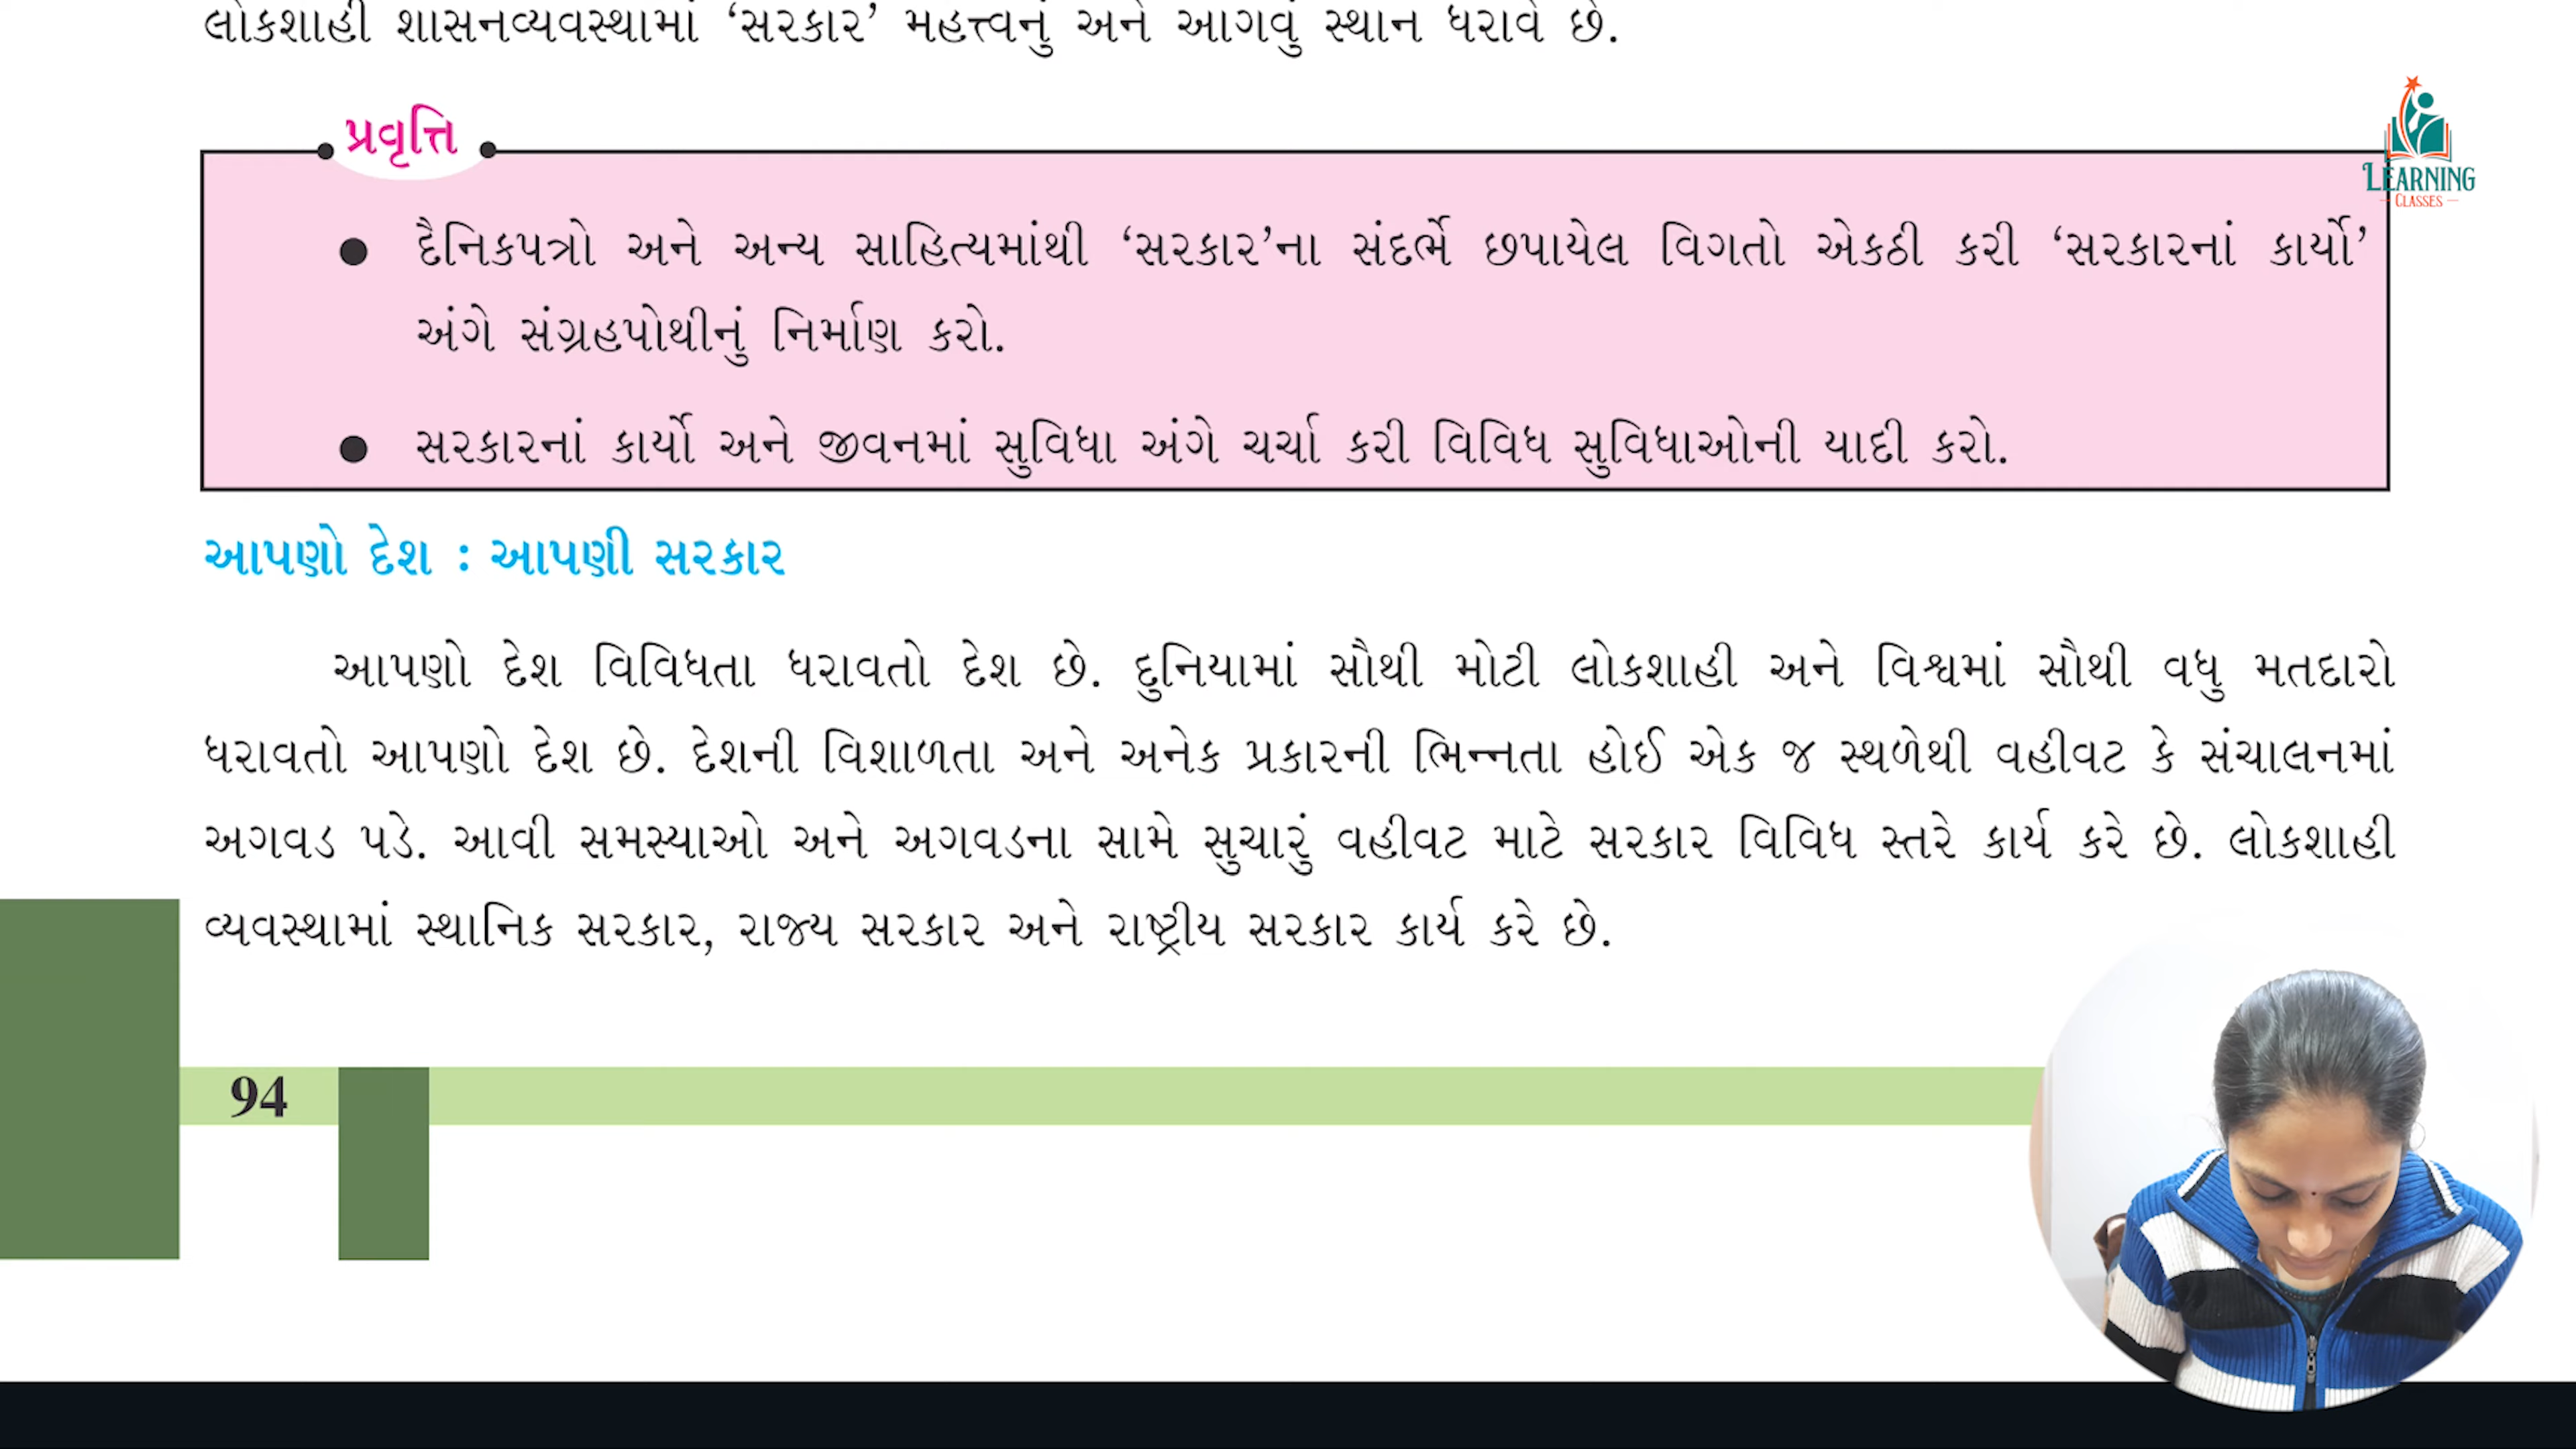 લોકશાહી શાસનવ્યવસ્થામાં ‘સરકાર’ મહત્ત્વનું અને આગવું સ્થાન ધરાવે છે.
પ્રવૃત્તિ
LEARNING
CLASSES
● દૈનિકપત્રો અને અન્ય સાહિત્યમાંથી ‘સરકાર’ના સંદર્ભે છપાયેલ વિગતો એકઠી કરી ‘સરકારનાં કાર્યો’
અંગે સંગ્રહપોથીનું નિર્માણ કરો.
● સરકારનાં કાર્યો અને જીવનમાં સુવિધા અંગે ચર્ચા કરી વિવિધ સુવિધાઓની યાદી કરો.
આપણો દેશ : આપણી સરકાર
આપણો દેશ વિવિધતા ધરાવતો દેશ છે. દુનિયામાં સૌથી મોટી લોકશાહી અને વિશ્વમાં સૌથી વધુ મતદારો
ધરાવતો આપણો દેશ છે. દેશની વિશાળતા અને અનેક પ્રકારની ભિન્નતા હોઈ એક જ સ્થળેથી વહીવટ કે સંચાલનમાં
અગવડ પડે. આવી સમસ્યાઓ અને અગવડના સામે સુચારું વહીવટ માટે સરકાર વિવિધ સ્તરે કાર્ય કરે છે. લોકશાહી
વ્યવસ્થામાં સ્થાનિક સરકાર, રાજ્ય સરકાર અને રાષ્ટ્રીય સરકાર કાર્ય કરે છે.
94